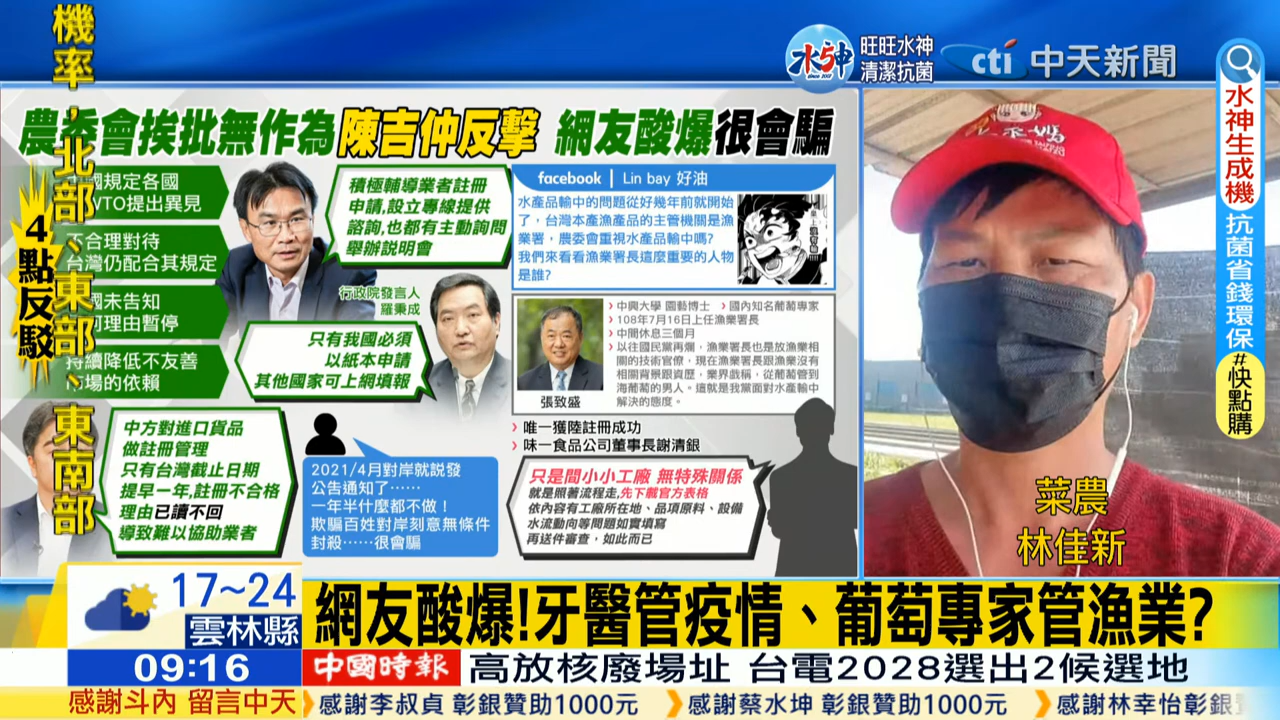 機率，北部、東部、東南部
水神
since 2017
旺旺水神
清潔抗菌
cti 中天新聞
水神生成機
抗菌省錢環保
#快點購
農委會挨批無作為陳吉仲反擊 網友酸爆很會騙
4點反駁
國規定各國
WTO提出異見
不合理對待
台灣仍配合其規定
國未告知
何理由暫停
持續降低不友善
市場的依賴
積極輔導業者註冊
申請,設立專線提供
諮詢,也都有主動詢問
舉辦說明會
行政院發言人
羅秉成
只有我國必須
以紙本申請
其他國家可上網填報
中方對進口貨品
做註冊管理
只有台灣截止日期
提早一年,註冊不合格
理由已讀不回
導致難以協助業者
2021/4月對岸就説發
公告通知了……
一年半什麼都不做！
欺騙百姓對岸刻意無條件
封殺……很會騙
facebook | Lin bay 好油
水產品輸中的問題從好幾年前就開始
了，台灣本產漁產品的主管機關是漁
業署，農委會重視水產品輸中嗎?
我們來看看漁業署長這麼重要的人物
是誰?
張致盛
中興大學 園藝博士 國內知名葡萄專家
108年7月16日上任漁業署長
中間休息三個月
以往國民黨再爛，漁業署長也是放漁業相
關的技術官僚，現在漁業署長跟漁業沒有
相關背景跟資歷，業界戲稱，從葡萄管到
海葡萄的男人。這就是我黨面對水產輸中
解決的態度。
唯一獲陸註冊成功
味一食品公司董事長謝清銀
只是間小小工廠 無特殊關係
就是照著流程走,先下載官方表格
依內容有工廠所在地、品項原料、設備
水流動向等問題如實填寫
再送件審查，如此而已
菜農
林佳新
17~24
雲林縣
09:16
網友酸爆!牙醫管疫情、葡萄專家管漁業?
中國時報 高放核廢場址 台電2028選出2候選地
感謝斗內 留言中天
感謝李叔貞 彰銀贊助1000元 感謝蔡水坤 彰銀贊助1000元 感謝林幸怡彰銀